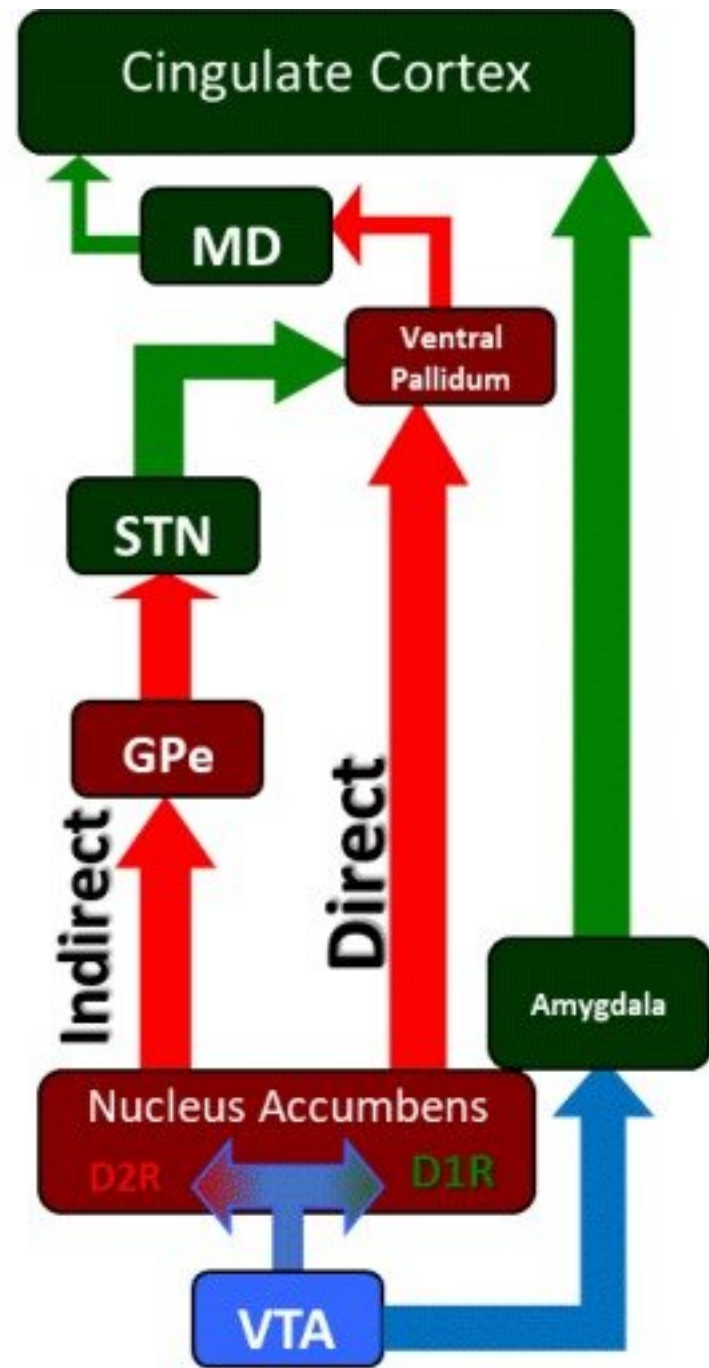 Cingulate Cortex
MD
Ventral
Pallidum
STN
GPe
Indirect
Direct
Amygdala
Nucleus Accumbens
D2R
D1R
VTA